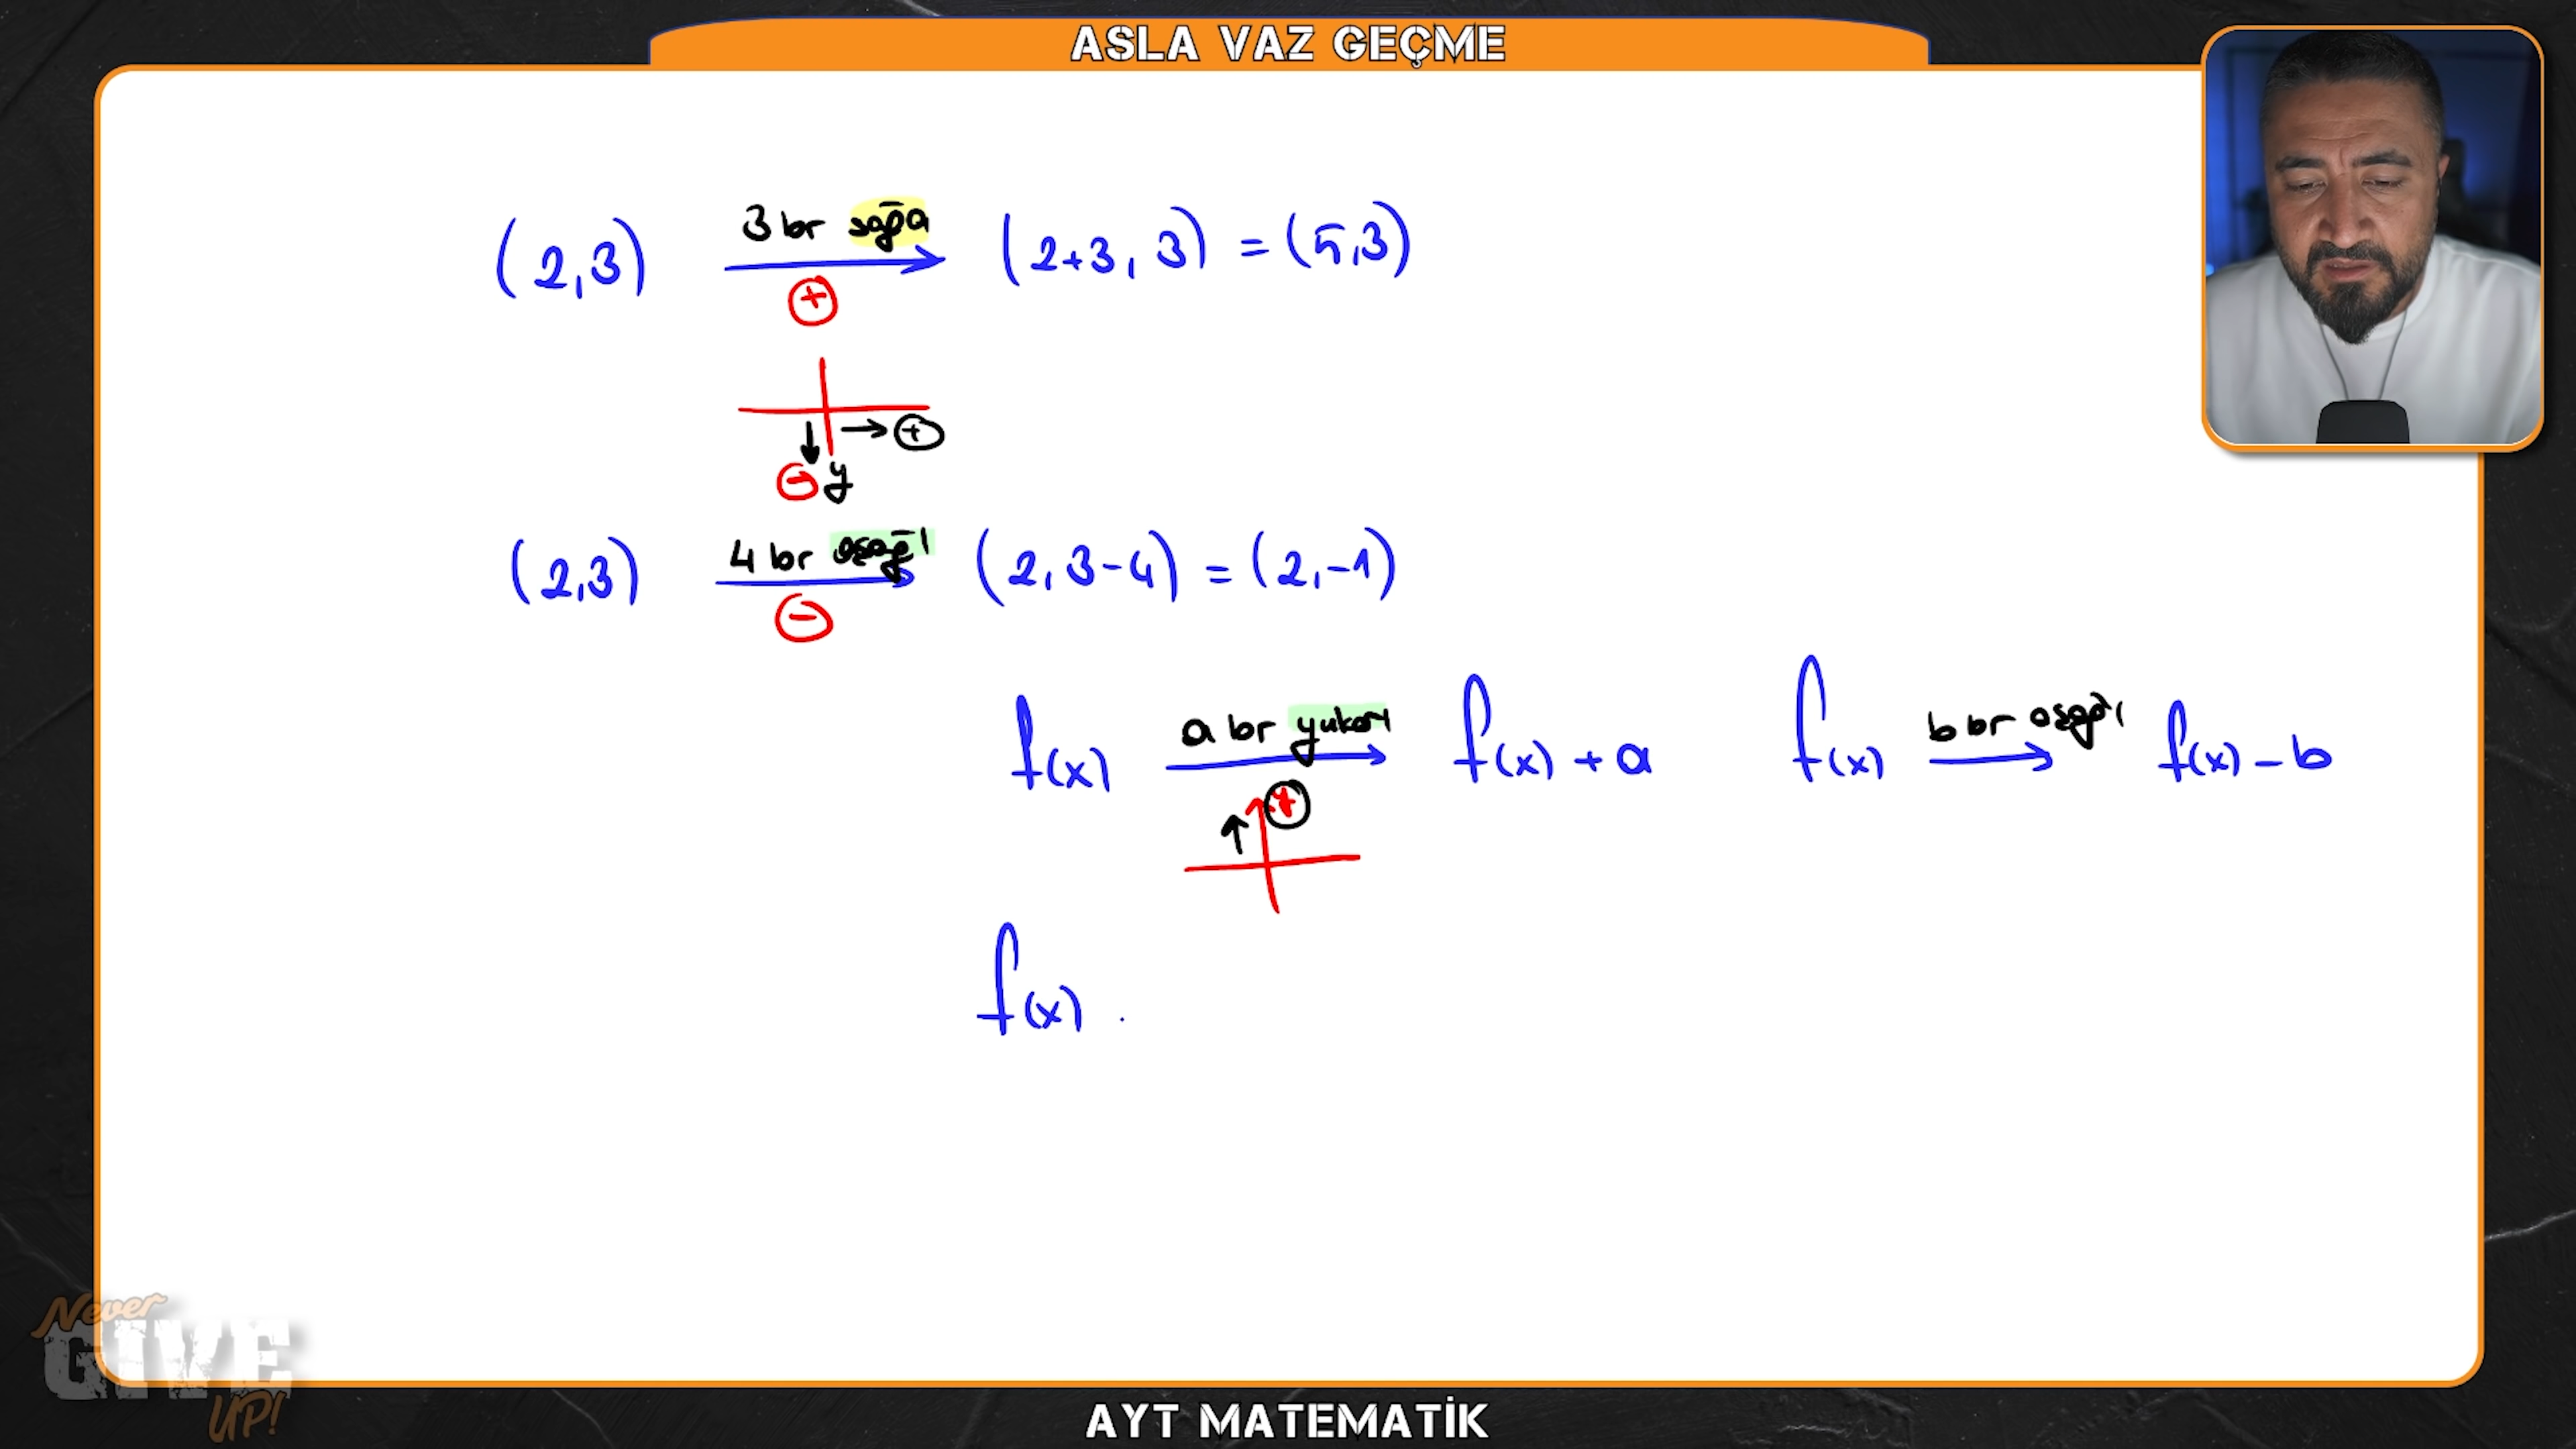 ASLA VAZ GEÇME
(2,3) 3 br sağa (2+3, 3) = (5,3)
+
→ +
- y
(2,3) 4 br aşağı (2, 3-4) = (2,-1)
-
f(x) a br yukarı f(x) + a f(x) b br aşağı f(x) - b
f(x) .
Never
GIVE
UP!
AYT MATEMATİK